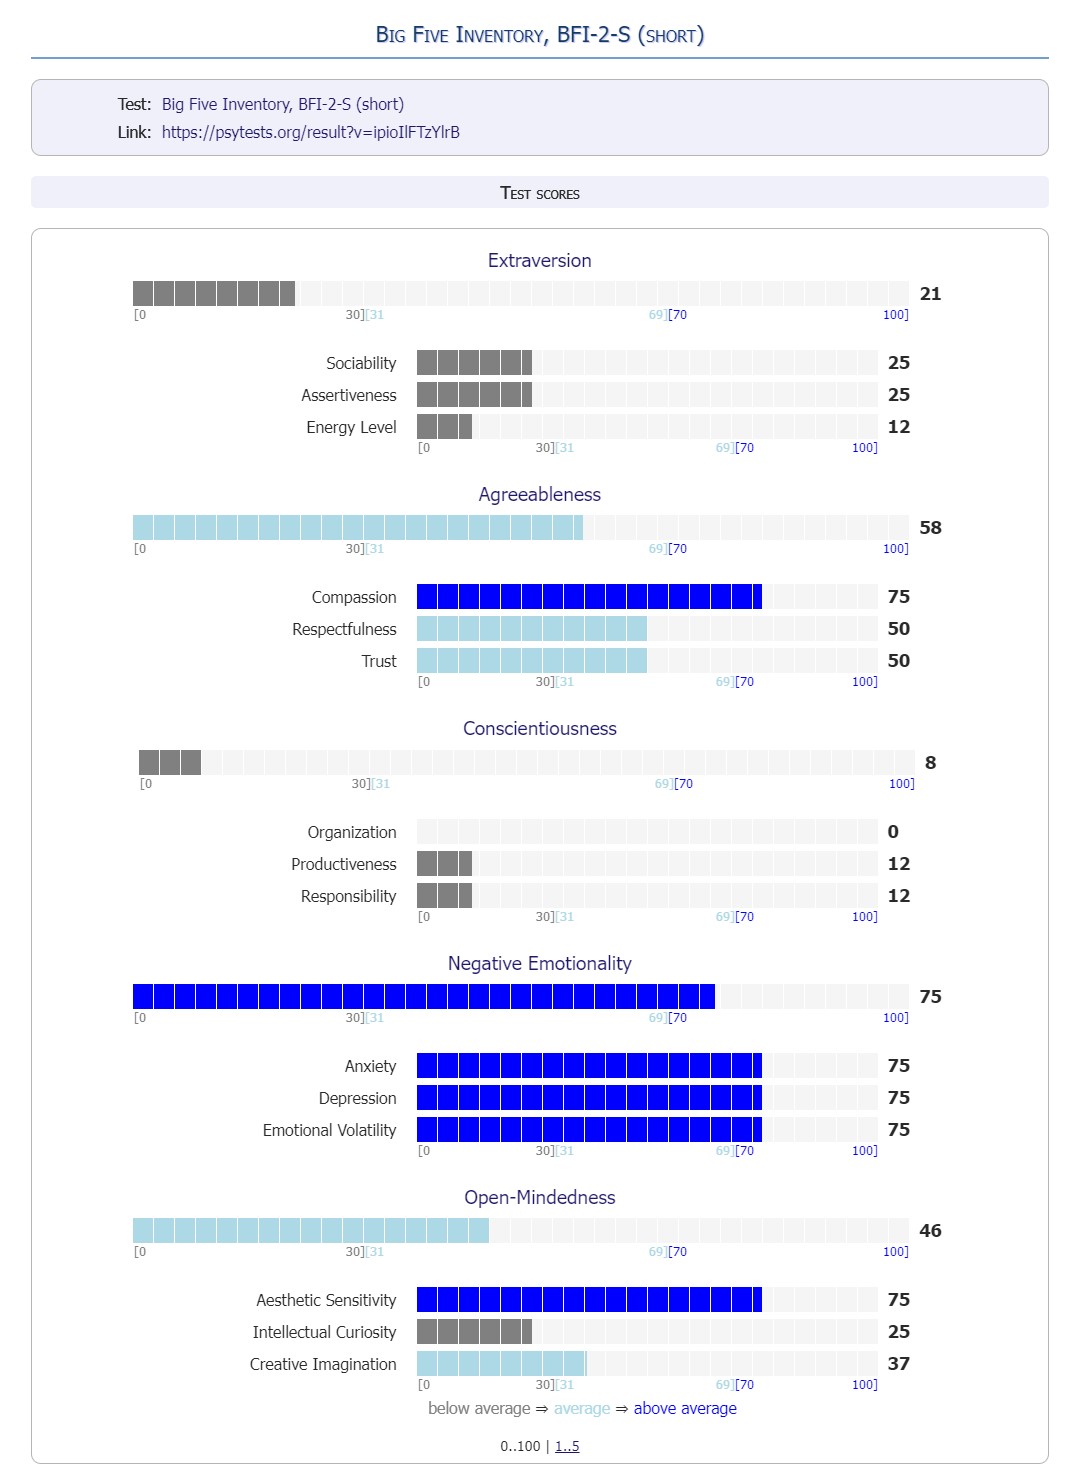 Big Five Inventory, BFI-2-S (short)
Test: Big Five Inventory, BFI-2-S (short)
Link: https://psytests.org/result?v=ipioIlFTzYlrB
Test scores
Extraversion
21
[0 30][31 69][70 100]
Sociability 25
Assertiveness 25
Energy Level 12
[0 30][31 69][70 100]
Agreeableness
58
[0 30][31 69][70 100]
Compassion 75
Respectfulness 50
Trust 50
[0 30][31 69][70 100]
Conscientiousness
8
[0 30][31 69][70 100]
Organization 0
Productiveness 12
Responsibility 12
[0 30][31 69][70 100]
Negative Emotionality
75
[0 30][31 69][70 100]
Anxiety 75
Depression 75
Emotional Volatility 75
[0 30][31 69][70 100]
Open-Mindedness
46
[0 30][31 69][70 100]
Aesthetic Sensitivity 75
Intellectual Curiosity 25
Creative Imagination 37
[0 30][31 69][70 100]
below average ⇒ average ⇒ above average
0..100 | 1..5